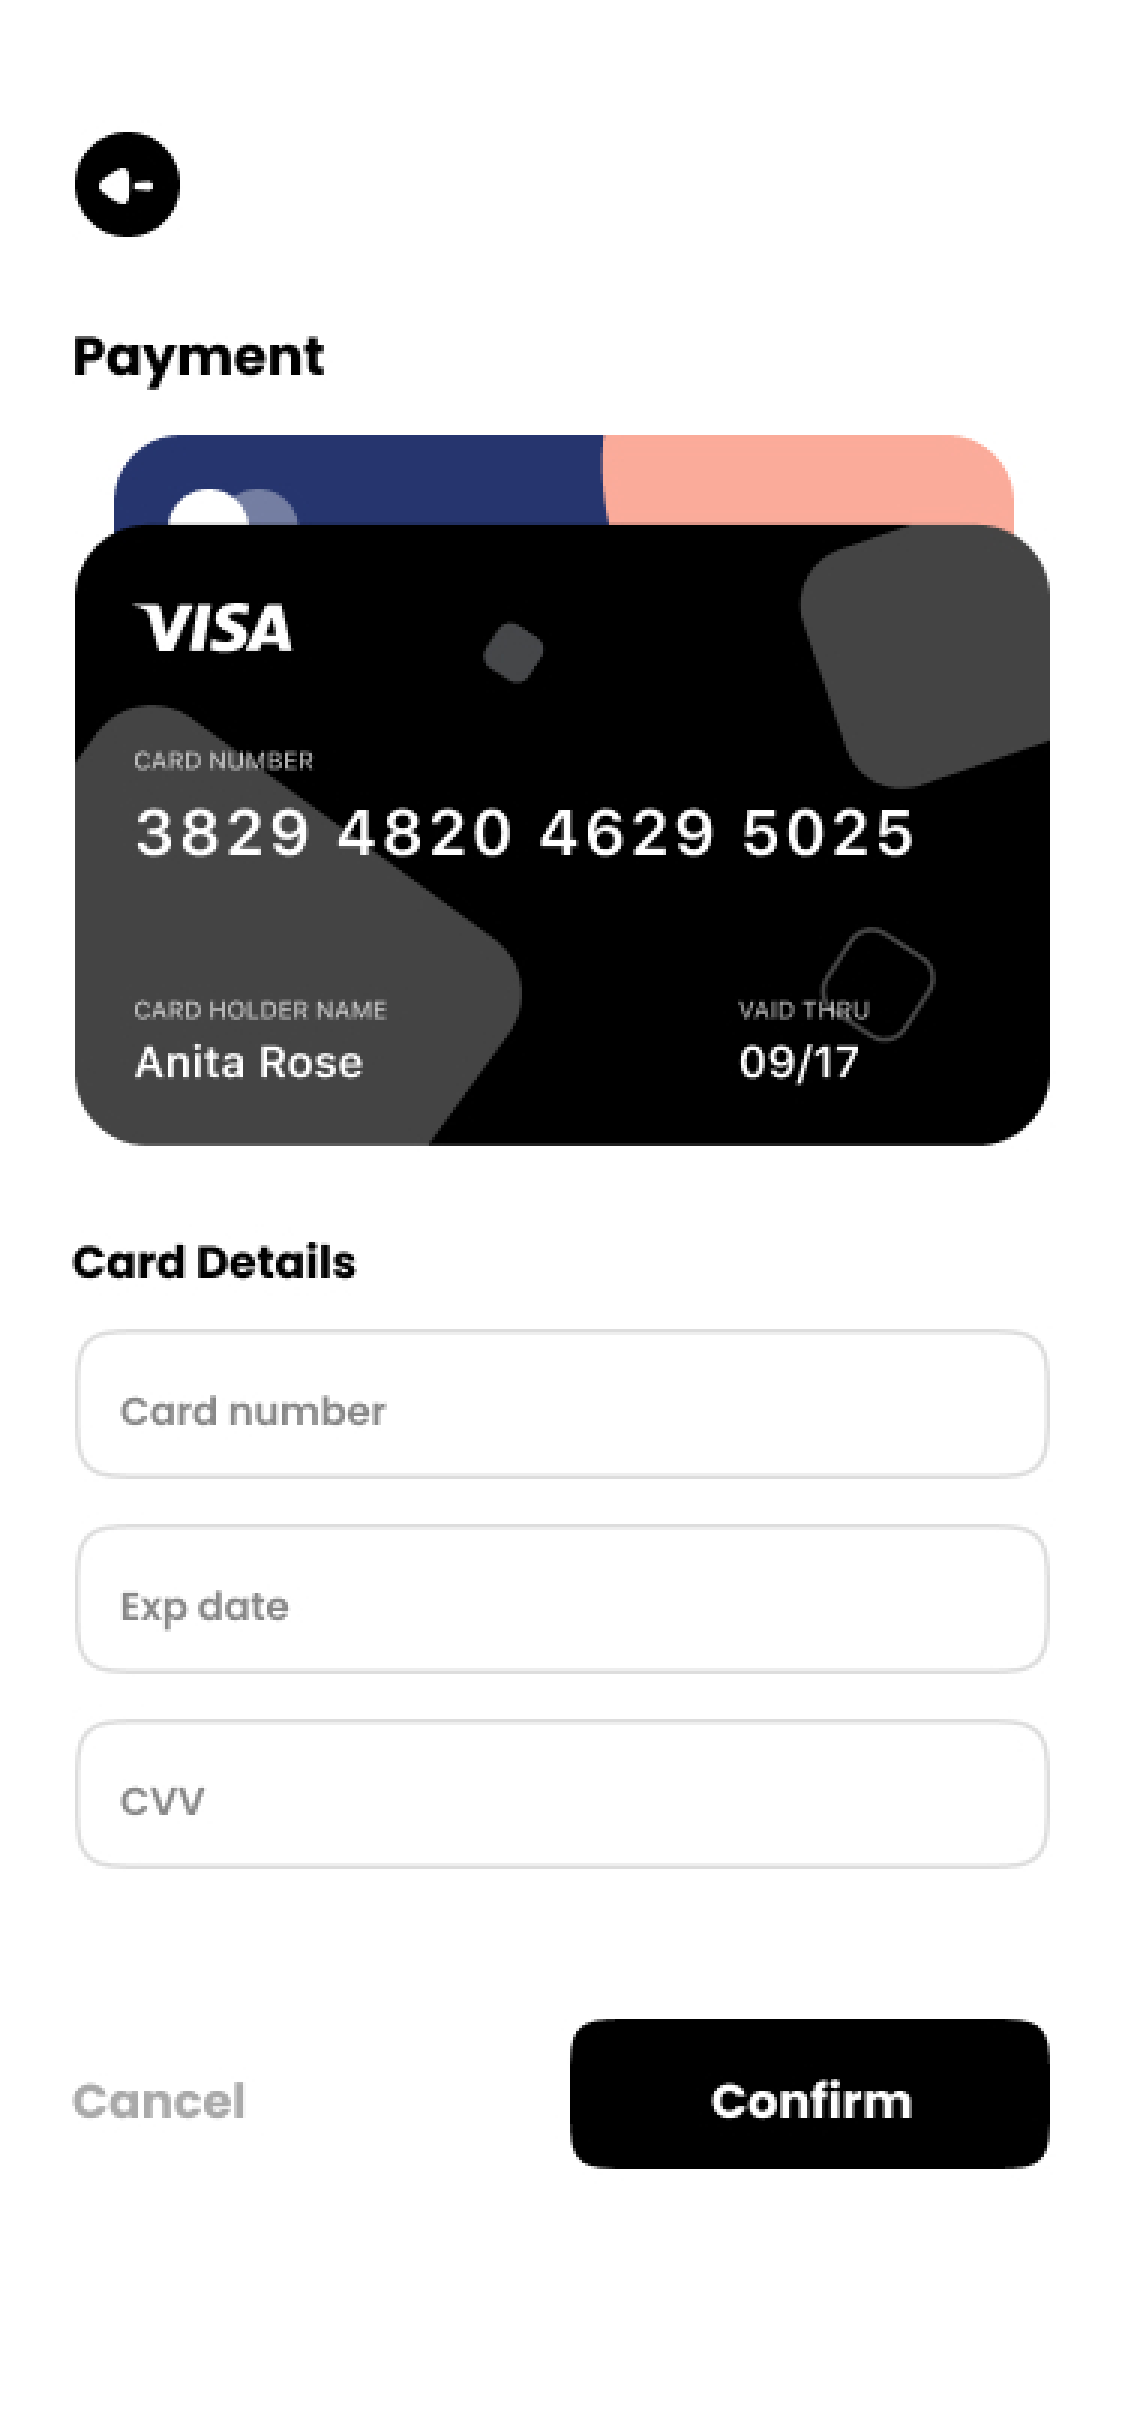 Payment
VISA
CARD NUMBER
3829 4820 4629 5025
CARD HOLDER NAME
VAID THRU
Anita Rose
09/17
Card Details
Card number
Exp date
CVV
Cancel
Confirm